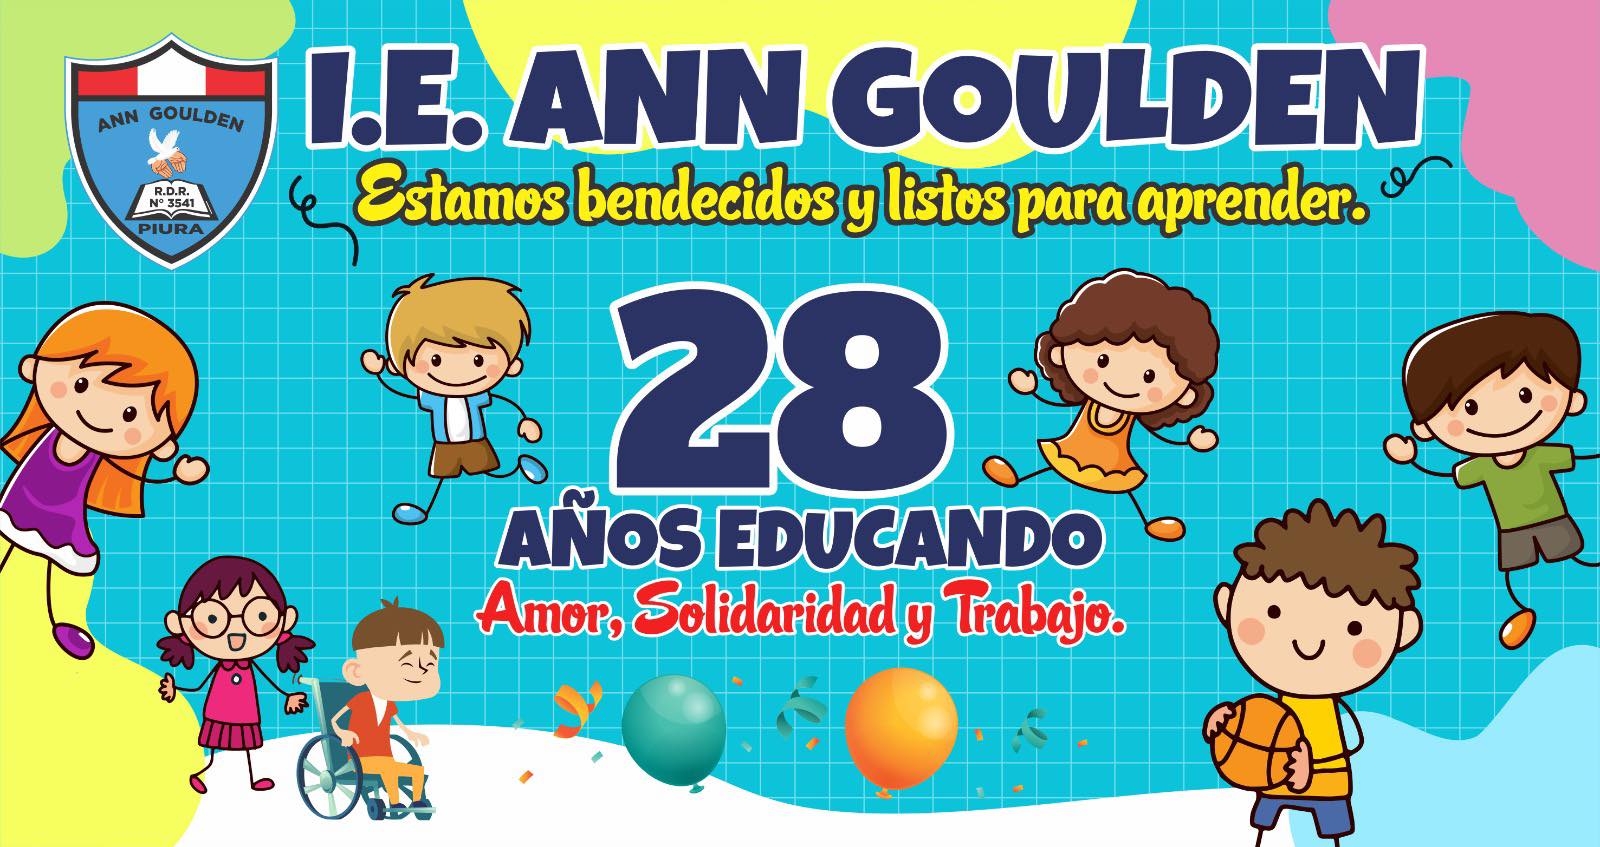 ANN GOULDEN
R.D.R.
N° 3541
PIURA
I.E. ANN GOULDEN
Estamos bendecidos y listos para aprender.
28
AÑOS EDUCANDO
Amor, Solidaridad y Trabajo.